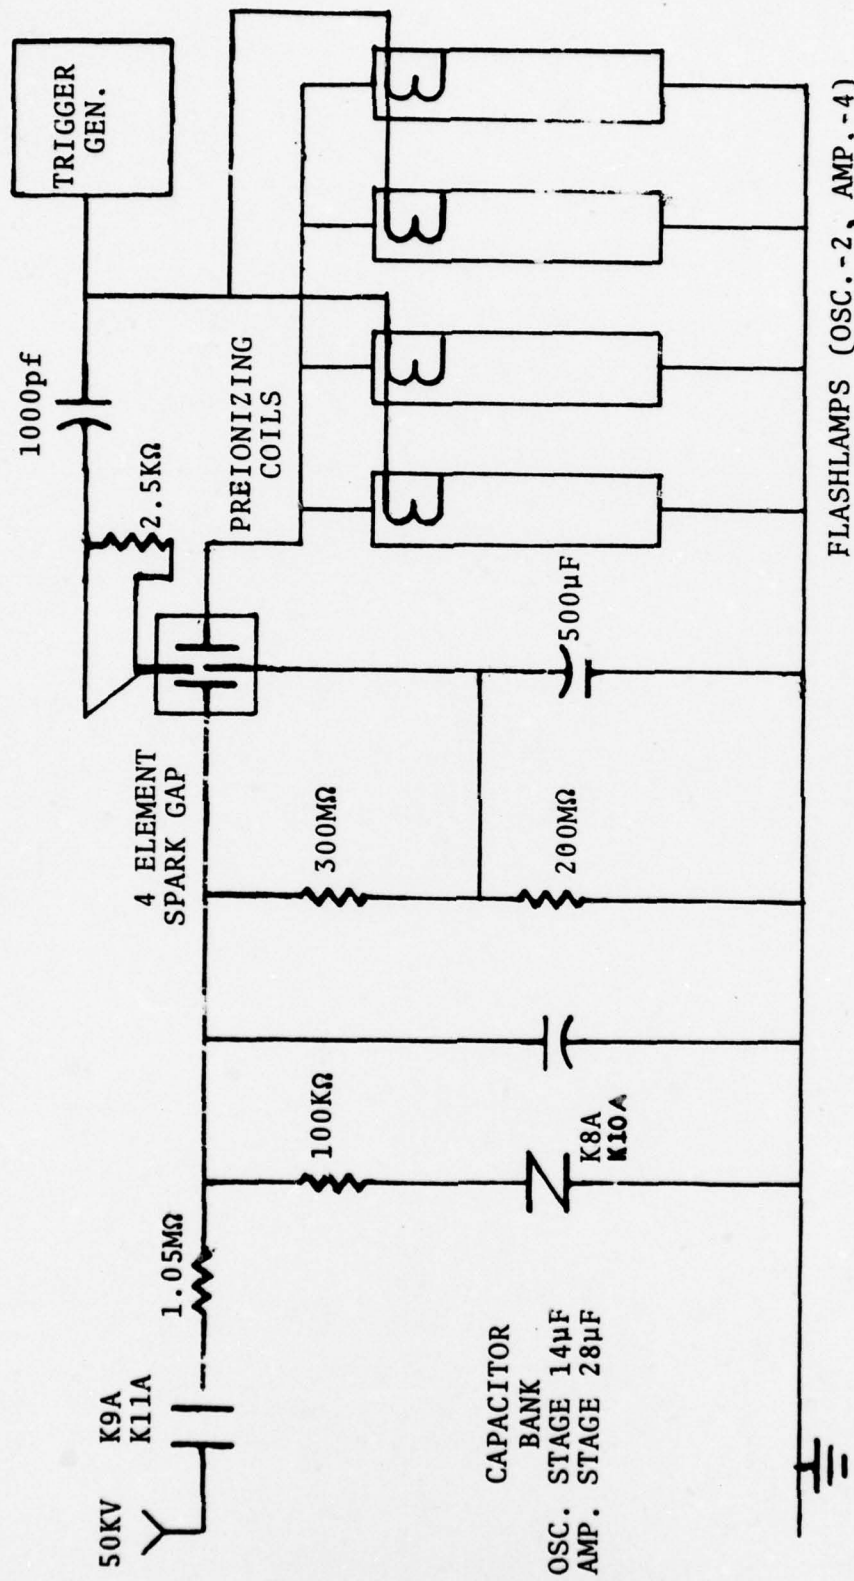 TRIGGER
GEN.
1000pf
2.5KΩ
PREIONIZING
COILS
4 ELEMENT
SPARK GAP
500µF
300MΩ
200MΩ
100KΩ
1.05MΩ
K8A
K10A
K9A
K11A
50KV
CAPACITOR
BANK
OSC. STAGE 14µF
AMP. STAGE 28µF
FLASHLAMPS (OSC.-2, AMP.-4)